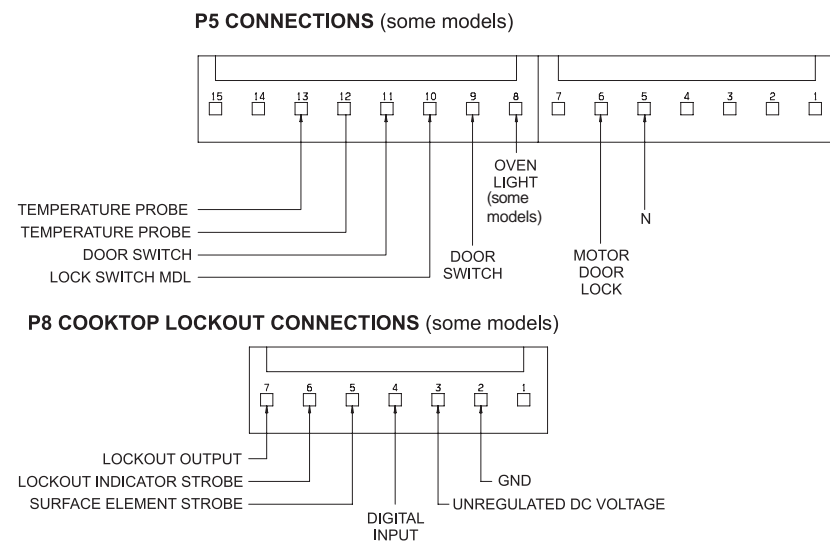 P5 CONNECTIONS (some models)
15 14 13 12 11 10 9 8 7 6 5 4 3 2 1
OVEN
LIGHT
(some
models)
TEMPERATURE PROBE
TEMPERATURE PROBE
DOOR SWITCH
LOCK SWITCH MDL
DOOR
SWITCH
MOTOR
DOOR
LOCK
N
P8 COOKTOP LOCKOUT CONNECTIONS (some models)
7 6 5 4 3 2 1
LOCKOUT OUTPUT
LOCKOUT INDICATOR STROBE
SURFACE ELEMENT STROBE
DIGITAL
INPUT
GND
UNREGULATED DC VOLTAGE